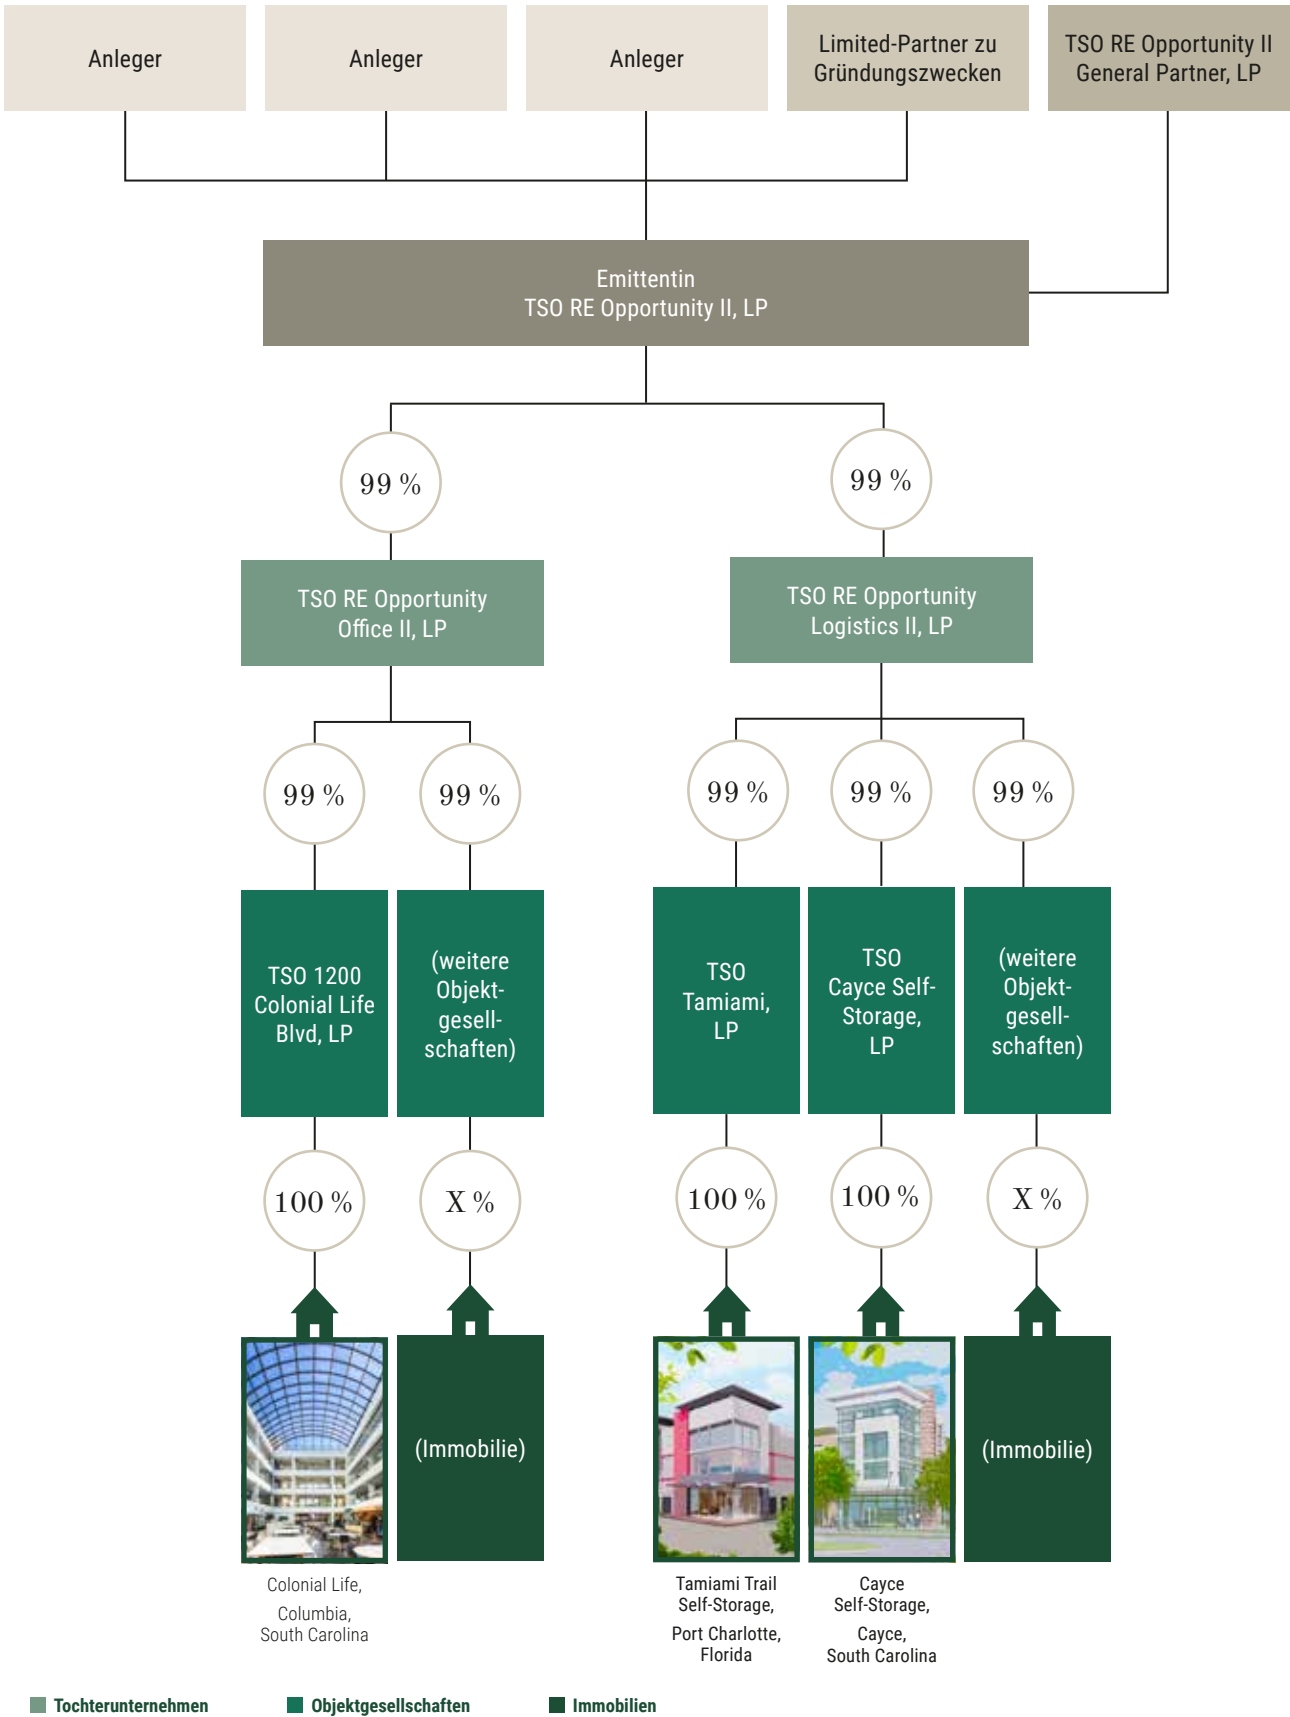 Anleger
Anleger
Anleger
Limited-Partner zu
Gründungszwecken
TSO RE Opportunity II
General Partner, LP
Emittentin
TSO RE Opportunity II, LP
99 %
99 %
TSO RE Opportunity
Office II, LP
TSO RE Opportunity
Logistics II, LP
99 %
99 %
99 %
99 %
99 %
TSO 1200
Colonial Life
Blvd, LP
(weitere
Objekt-
gesell-
schaften)
TSO
Tamiami,
LP
TSO
Cayce Self-
Storage,
LP
(weitere
Objekt-
gesell-
schaften)
100 %
X %
100 %
100 %
X %
(Immobilie)
(Immobilie)
Colonial Life,
Columbia,
South Carolina
Tamiami Trail
Self-Storage,
Port Charlotte,
Florida
Cayce
Self-Storage,
Cayce,
South Carolina
Tochterunternehmen
Objektgesellschaften
Immobilien